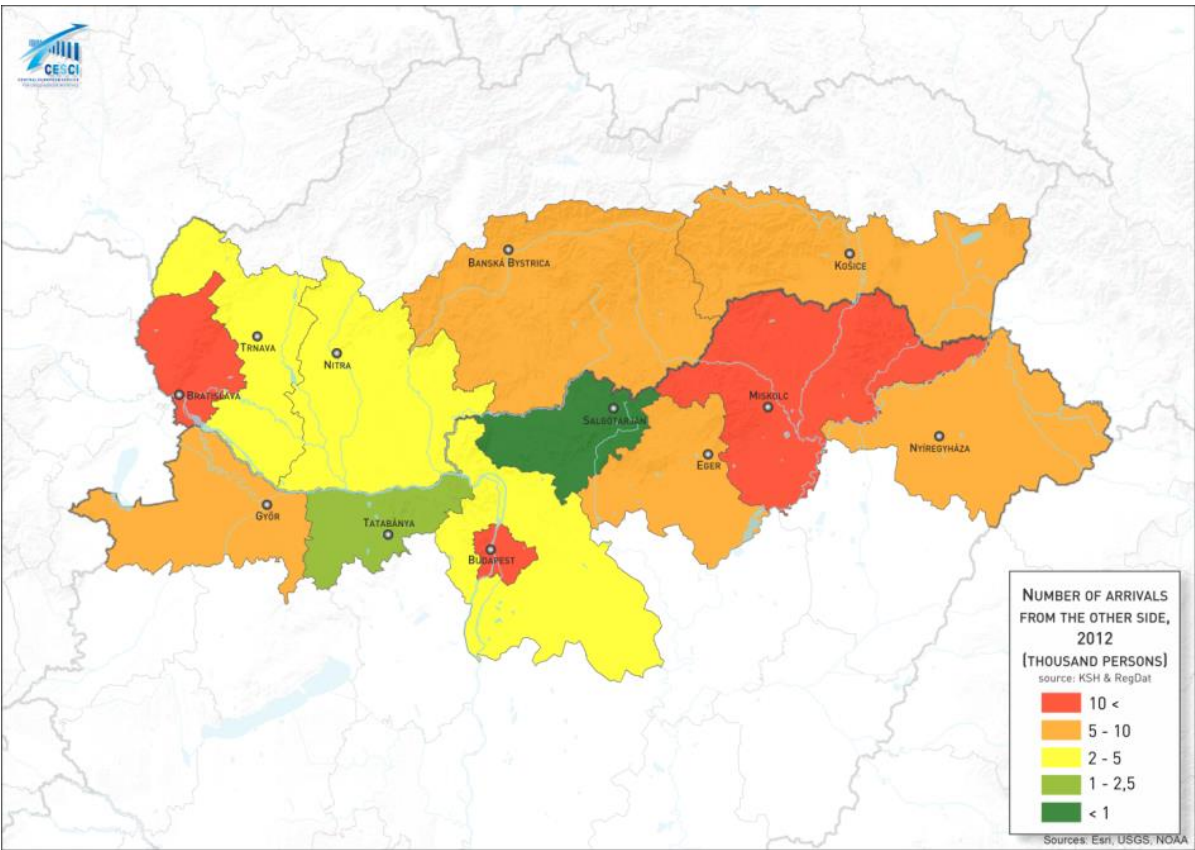 CESCI
BANSKÁ BYSTRICA
KOŠICE
TRNAVA
NITRA
BRATISLAVA
MISKOLC
SALGÓTARJÁN
NYÍREGYHÁZA
EGER
GYŐR
TATABÁNYA
BUDAPEST
NUMBER OF ARRIVALS
FROM THE OTHER SIDE,
2012
(THOUSAND PERSONS)
source: KSH & RegDat
10 <
5 - 10
2 - 5
1 - 2,5
< 1
Sources: Esri, USGS, NOAA